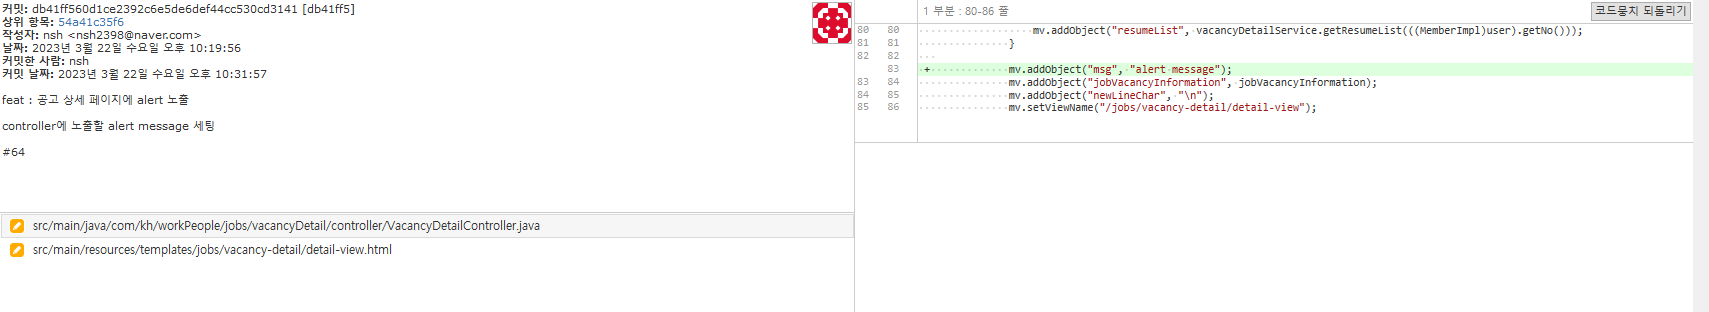 커밋: db41ff560d1ce2392c6e5de6def44cc530cd3141 [db41ff5]
상위 항목: 54a41c35f6
작성자: nsh <nsh2398@naver.com>
날짜: 2023년 3월 22일 수요일 오후 10:19:56
커밋한 사람: nsh
커밋 날짜: 2023년 3월 22일 수요일 오후 10:31:57
feat : 공고 상세 페이지에 alert 노출
controller에 노출할 alert message 세팅
#64
src/main/java/com/kh/workPeople/jobs/vacancyDetail/controller/VacancyDetailController.java
src/main/resources/templates/jobs/vacancy-detail/detail-view.html
1 부분 : 80-86 줄
코드뭉치 되돌리기
80 80 mv.addObject("resumeList", vacancyDetailService.getResumeList(((MemberImpl)user).getNo()));
81 81 }
82 82
83 + mv.addObject("msg", "alert message");
83 84 mv.addObject("jobVacancyInformation", jobVacancyInformation);
84 85 mv.addObject("newLineChar", "\n");
85 86 mv.setViewName("/jobs/vacancy-detail/detail-view");